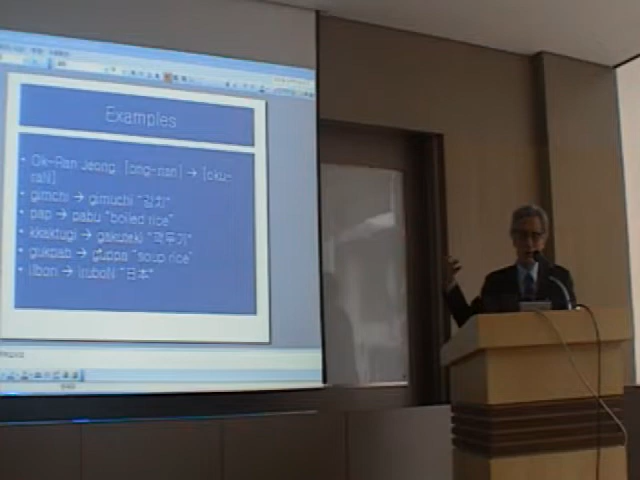 Examples
• Ok-Ran Jeong: [ong-nan] → [oku-
raN]
• gimchi → gimuchi "김치"
• pap → pabu "boiled rice"
• kkaktugi → gakuteki "깍두기"
• gukpab → guppa "soup rice"
• Ilbon → IruboN "日本"